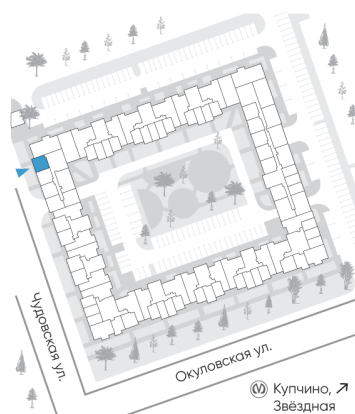 Чудовская ул.
Окуловская ул.
Купчино, ↗
Звёздная